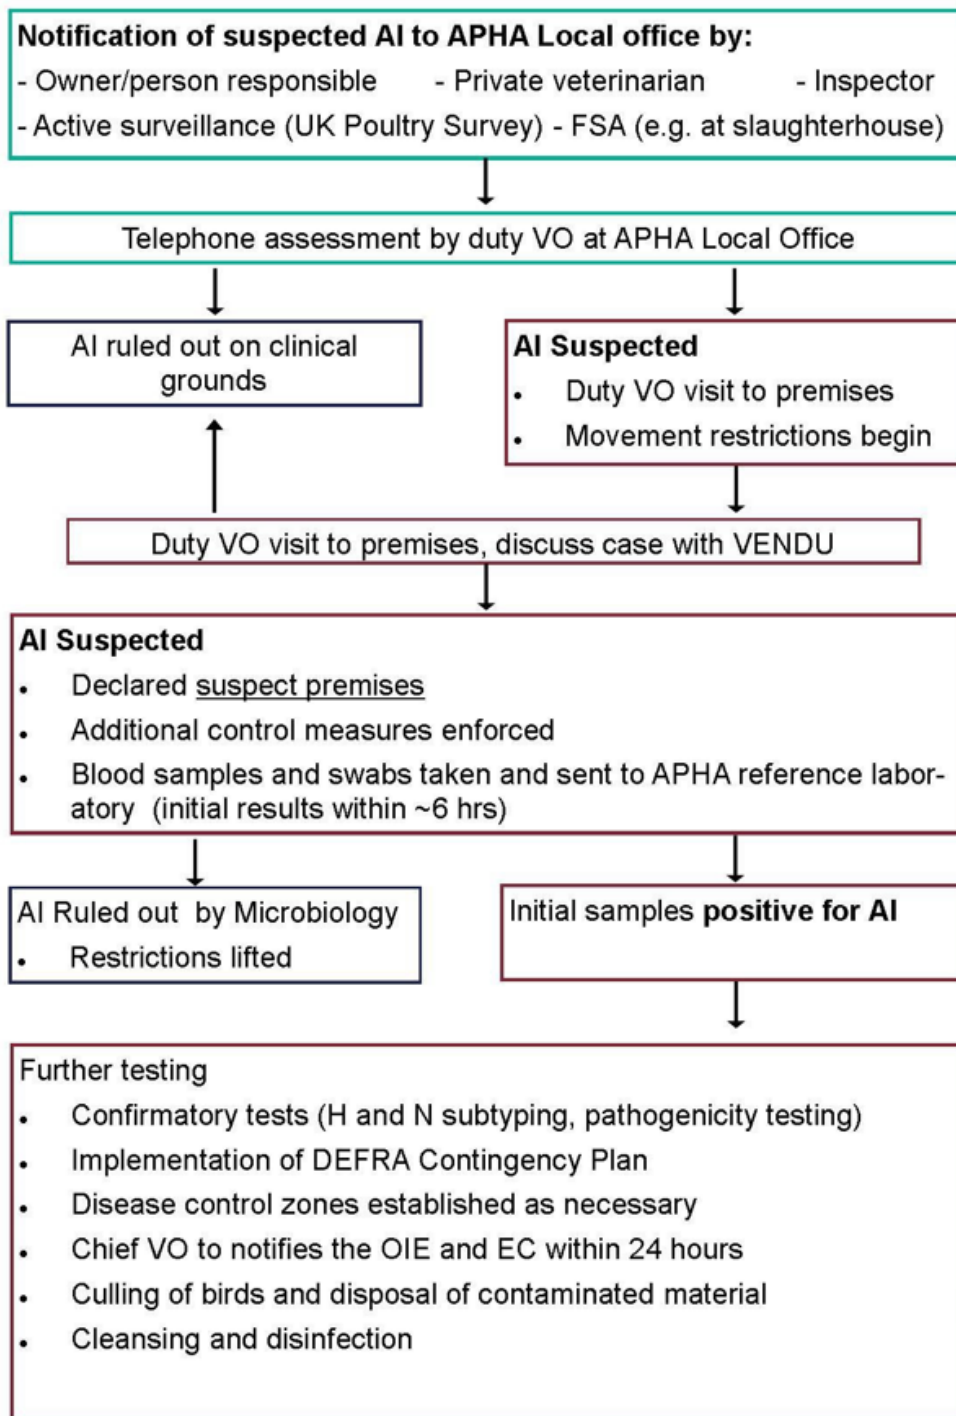 Notification of suspected AI to APHA Local office by:
- Owner/person responsible - Private veterinarian - Inspector
- Active surveillance (UK Poultry Survey) - FSA (e.g. at slaughterhouse)
Telephone assessment by duty VO at APHA Local Office
AI ruled out on clinical
grounds
AI Suspected
• Duty VO visit to premises
• Movement restrictions begin
Duty VO visit to premises, discuss case with VENDU
AI Suspected
• Declared suspect premises
• Additional control measures enforced
• Blood samples and swabs taken and sent to APHA reference labor-
atory (initial results within ~6 hrs)
AI Ruled out by Microbiology
• Restrictions lifted
Initial samples positive for AI
Further testing
• Confirmatory tests (H and N subtyping, pathogenicity testing)
• Implementation of DEFRA Contingency Plan
• Disease control zones established as necessary
• Chief VO to notifies the OIE and EC within 24 hours
• Culling of birds and disposal of contaminated material
• Cleansing and disinfection